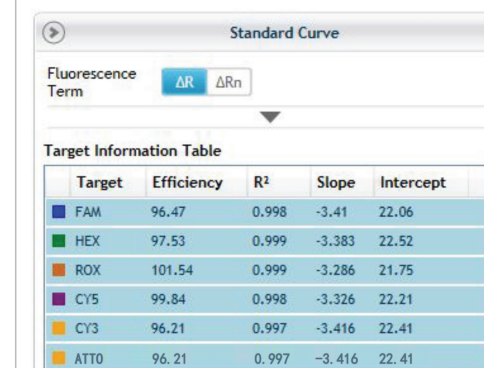 Standard Curve
Fluorescence
Term
ΔR ΔRn
Target Information Table
Target Efficiency R² Slope Intercept
FAM 96.47 0.998 -3.41 22.06
HEX 97.53 0.999 -3.383 22.52
ROX 101.54 0.999 -3.286 21.75
CY5 99.84 0.998 -3.326 22.21
CY3 96.21 0.997 -3.416 22.41
ATTO 96.21 0.997 -3.416 22.41